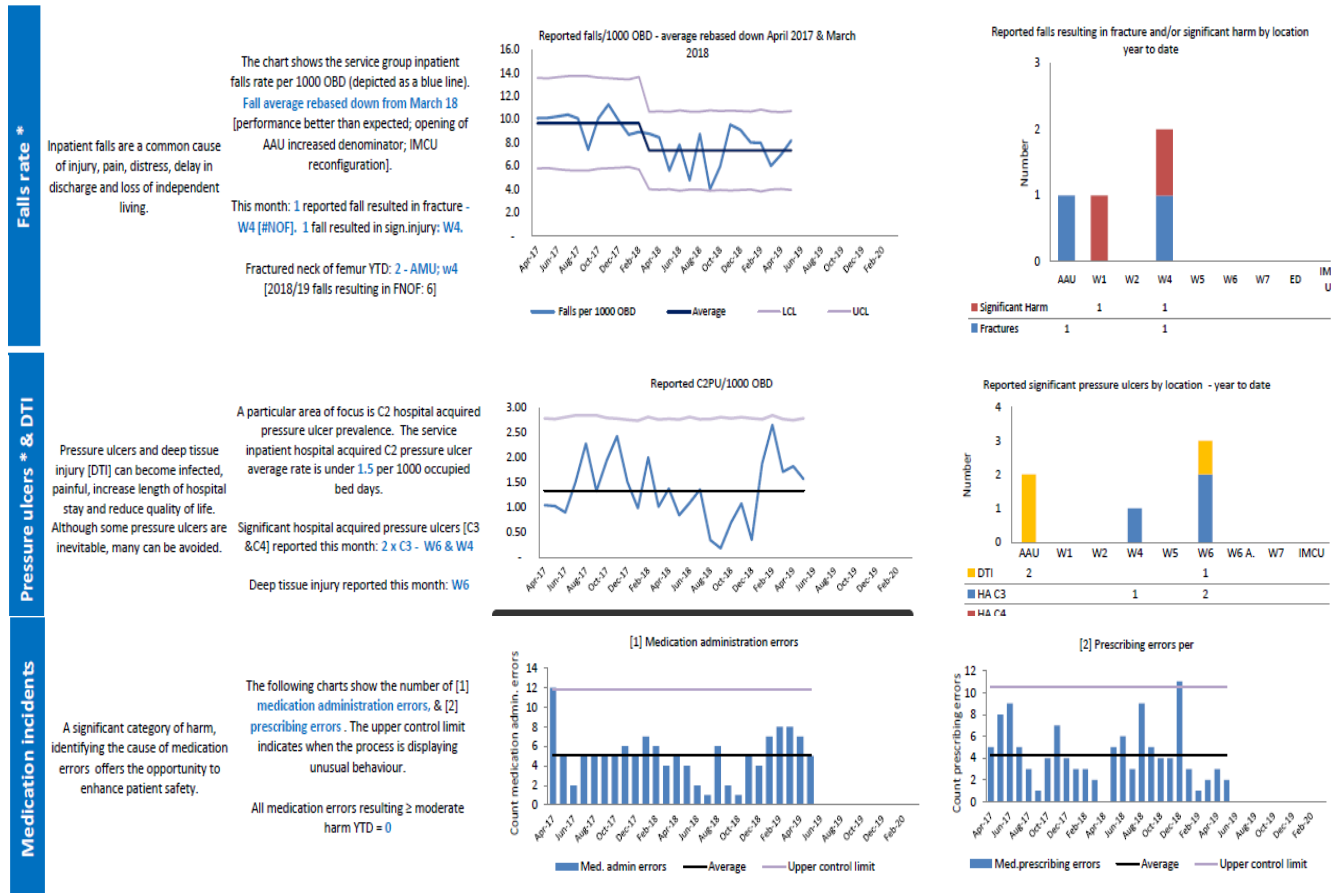 Falls rate *
Inpatient falls are a common cause
of injury, pain, distress, delay in
discharge and loss of independent
living.
The chart shows the service group inpatient
falls rate per 1000 OBD (depicted as a blue line).
Fall average rebased down from March 18
[performance better than expected; opening of
AAU increased denominator; IMCU
reconfiguration].
This month: 1 reported fall resulted in fracture -
W4 [#NOF]. 1 fall resulted in sign.injury: W4.
Fractured neck of femur YTD: 2 - AMU; w4
[2018/19 falls resulting in FNOF: 6]
Reported falls/1000 OBD - average rebased down April 2017 & March
2018
16.0
14.0
12.0
10.0
8.0
6.0
4.0
2.0
-
Apr-17 Jun-17 Aug-17 Oct-17 Dec-17 Feb-18 Apr-18 Jun-18 Aug-18 Oct-18 Dec-18 Feb-19 Apr-19 Jun-19 Aug-19 Oct-19 Dec-19 Feb-20
Falls per 1000 OBD Average LCL UCL
Reported falls resulting in fracture and/or significant harm by location
year to date
Number
3
2
1
0
AAU W1 W2 W4 W5 W6 W7 ED IM
U
Significant Harm 1 1
Fractures 1 1
Pressure ulcers * & DTI
Pressure ulcers and deep tissue
injury [DTI] can become infected,
painful, increase length of hospital
stay and reduce quality of life.
Although some pressure ulcers are
inevitable, many can be avoided.
A particular area of focus is C2 hospital acquired
pressure ulcer prevalence. The service
inpatient hospital acquired C2 pressure ulcer
average rate is under 1.5 per 1000 occupied
bed days.
Significant hospital acquired pressure ulcers [C3
&C4] reported this month: 2 x C3 - W6 & W4
Deep tissue injury reported this month: W6
Reported C2PU/1000 OBD
3.00
2.50
2.00
1.50
1.00
0.50
-
Apr-17 Jun-17 Aug-17 Oct-17 Dec-17 Feb-18 Apr-18 Jun-18 Aug-18 Oct-18 Dec-18 Feb-19 Apr-19 Jun-19 Aug-19 Oct-19 Dec-19 Feb-20
Reported significant pressure ulcers by location - year to date
Number
4
3
2
1
0
AAU W1 W2 W4 W5 W6 W6 A. W7 IMCU
DTI 2 1
HA C3 1 2
HA C4
Medication incidents
A significant category of harm,
identifying the cause of medication
errors offers the opportunity to
enhance patient safety.
The following charts show the number of [1]
medication administration errors, & [2]
prescribing errors . The upper control limit
indicates when the process is displaying
unusual behaviour.
All medication errors resulting ≥ moderate
harm YTD = 0
[1] Medication administration errors
Count medication admin. errors
14
12
10
8
6
4
2
0
Apr-17 Jun-17 Aug-17 Oct-17 Dec-17 Feb-18 Apr-18 Jun-18 Aug-18 Oct-18 Dec-18 Feb-19 Apr-19 Jun-19 Aug-19 Oct-19 Dec-19 Feb-20
Med. admin errors Average Upper control limit
[2] Prescribing errors per
Count prescribing errors
12
10
8
6
4
2
0
Apr-17 Jun-17 Aug-17 Oct-17 Dec-17 Feb-18 Apr-18 Jun-18 Aug-18 Oct-18 Dec-18 Feb-19 Apr-19 Jun-19 Aug-19 Oct-19 Dec-19 Feb-20
Med.prescribing errors Average Upper control limit